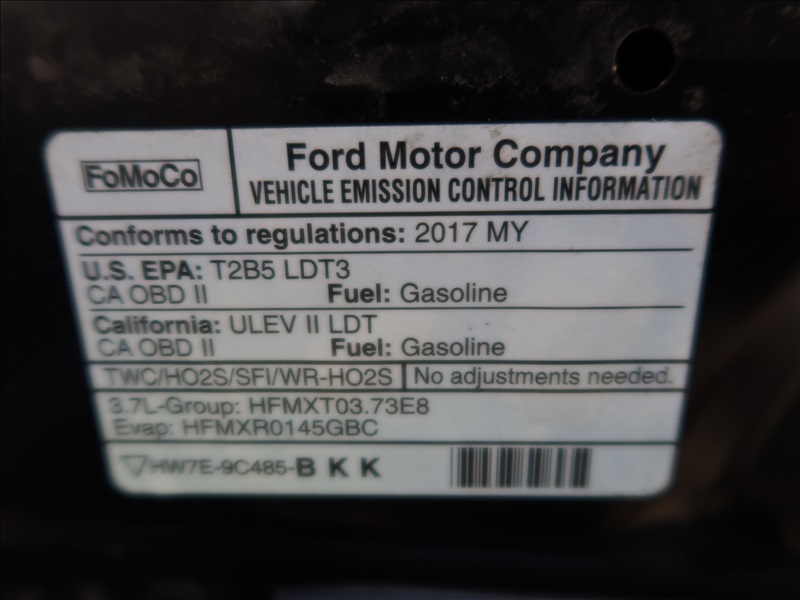 FoMoCo
Ford Motor Company
VEHICLE EMISSION CONTROL INFORMATION
Conforms to regulations: 2017 MY
U.S. EPA: T2B5 LDT3
CA OBD II Fuel: Gasoline
California: ULEV II LDT
CA OBD II Fuel: Gasoline
TWC/HO2S/SFI/WR-HO2S No adjustments needed.
3.7L-Group: HFMXT03.73E8
Evap: HFMXR0145GBC
HW7E-9C485-B K K